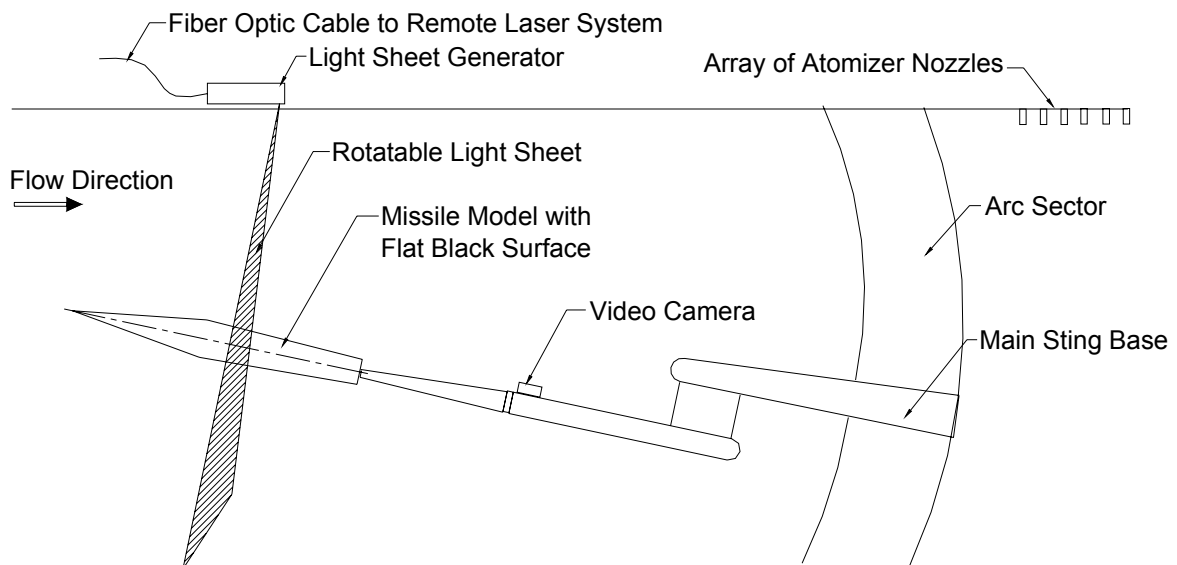 Fiber Optic Cable to Remote Laser System
Light Sheet Generator
Array of Atomizer Nozzles
Rotatable Light Sheet
Flow Direction
Missile Model with
Flat Black Surface
Arc Sector
Video Camera
Main Sting Base